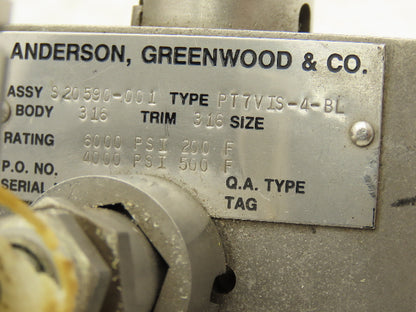 ANDERSON, GREENWOOD & CO.
ASSY S20590-001 TYPE PT7VIS-4-BL
BODY 316 TRIM 316 SIZE
RATING 6000 PSI 200 F
P.O. NO. 4000 PSI 500 F
SERIAL Q.A. TYPE
TAG